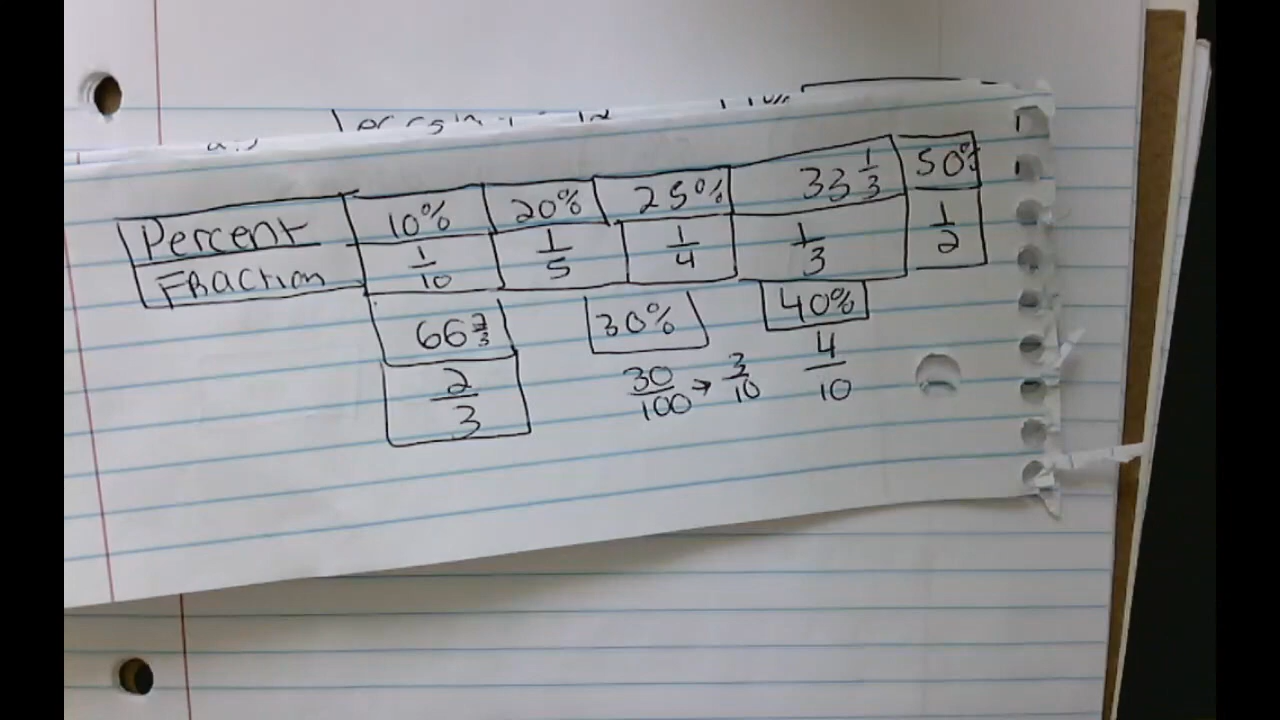 Percent 10% 20% 25% 33 1/3 50%
Fraction 1/10 1/5 1/4 1/3 1/2
66 2/3 30% 40%
2/3 30/100 → 3/10 4/10